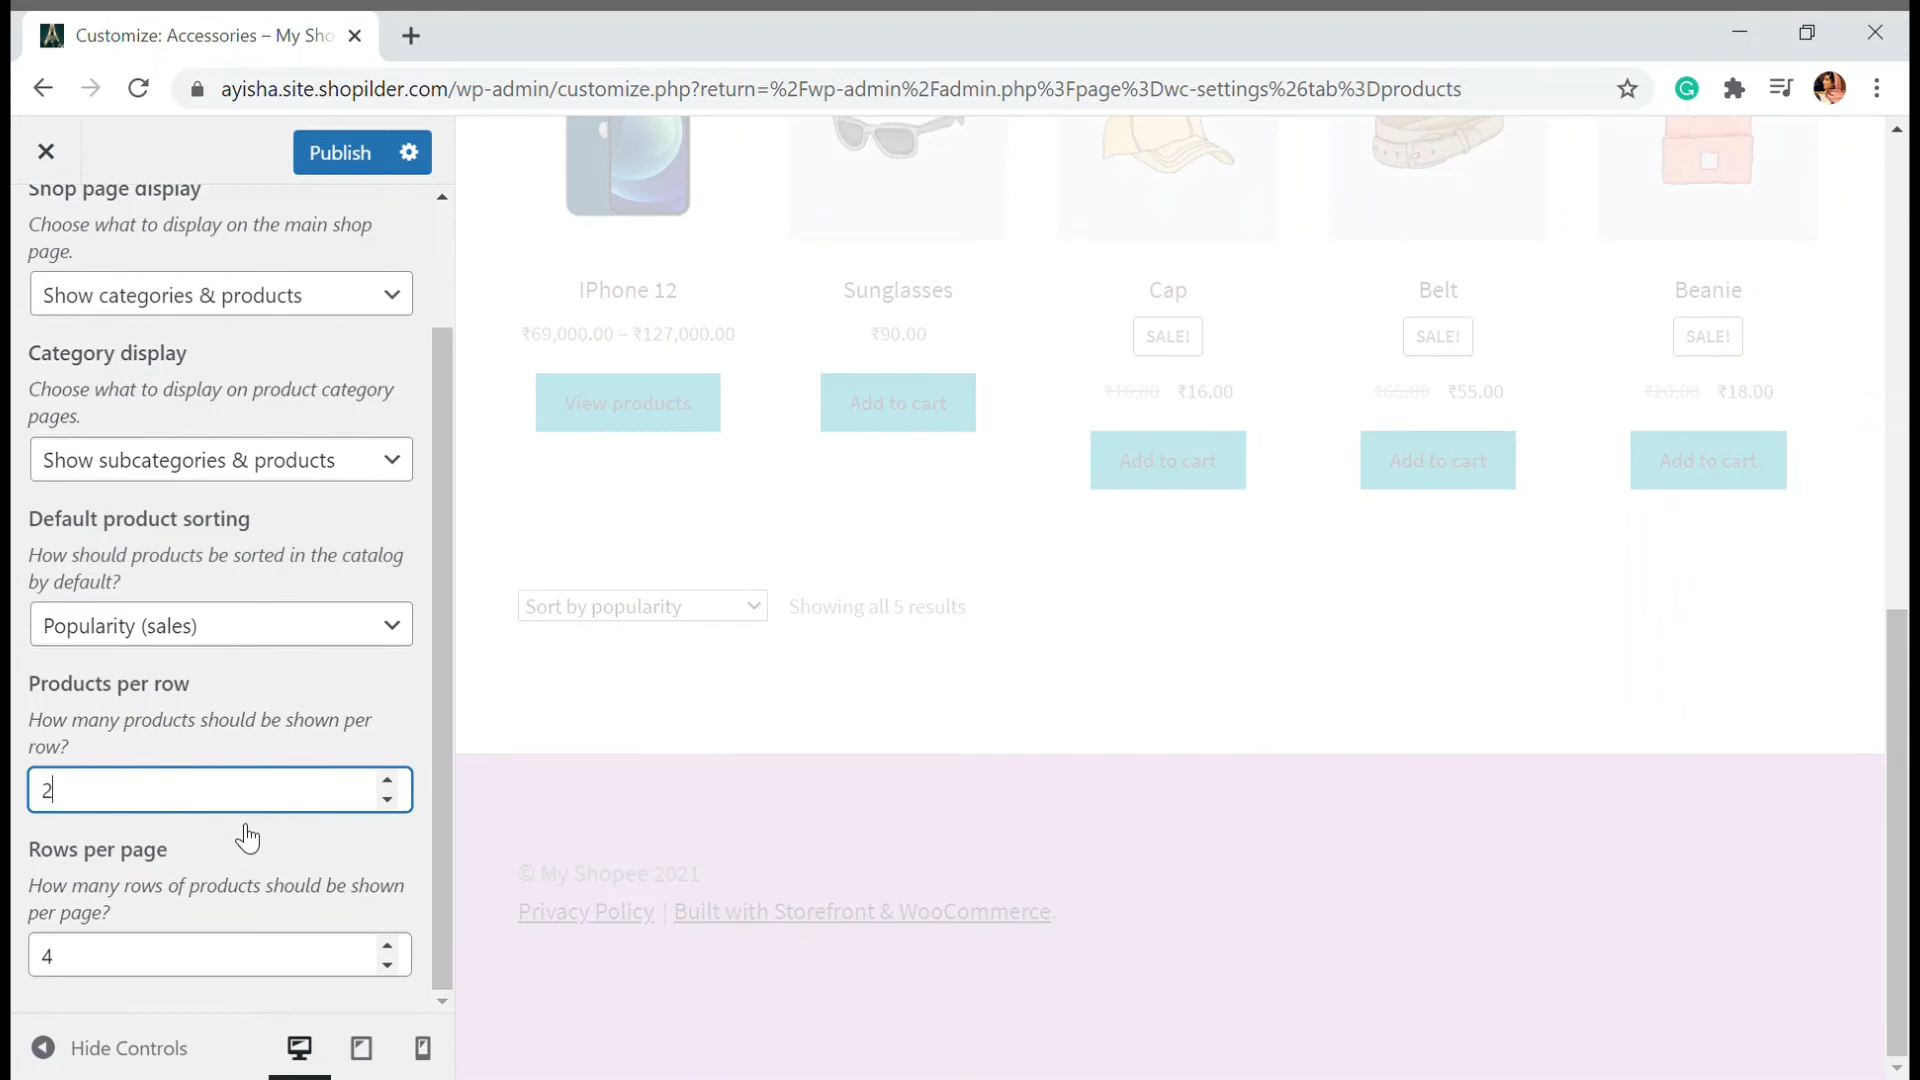 Customize: Accessories – My Sho
ayisha.site.shopilder.com/wp-admin/customize.php?return=%2Fwp-admin%2Fadmin.php%3Fpage%3Dwc-settings%26tab%3Dproducts
Publish
Shop page display
Choose what to display on the main shop
page.
Show categories & products
Category display
Choose what to display on product category
pages.
Show subcategories & products
Default product sorting
How should products be sorted in the catalog
by default?
Popularity (sales)
Products per row
How many products should be shown per
row?
2
Rows per page
How many rows of products should be shown
per page?
4
Hide Controls
IPhone 12
₹69,000.00 – ₹127,000.00
View products
Sunglasses
₹90.00
Add to cart
Cap
SALE!
₹18.00 ₹16.00
Add to cart
Belt
SALE!
₹65.00 ₹55.00
Add to cart
Beanie
SALE!
₹20.00 ₹18.00
Add to cart
Sort by popularity
Showing all 5 results
© My Shopee 2021
Privacy Policy | Built with Storefront & WooCommerce.